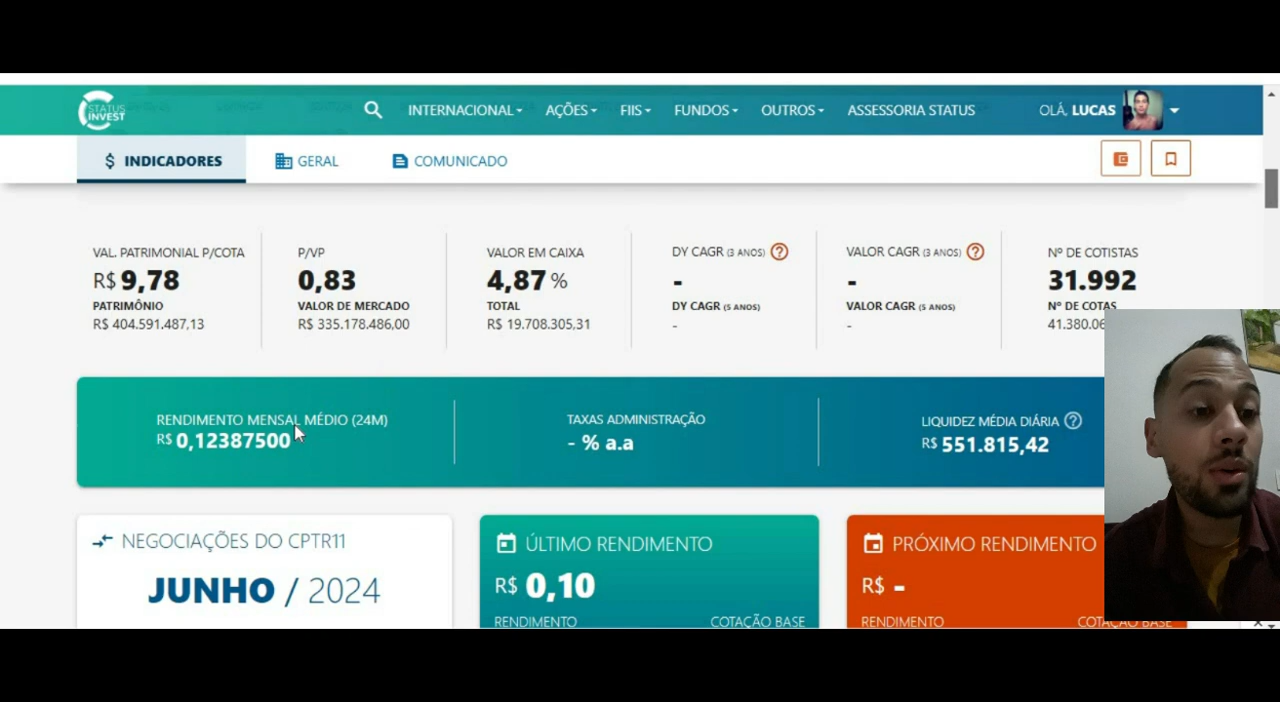 STATUS
INVEST
INTERNACIONAL
AÇÕES
FIIS
FUNDOS
OUTROS
ASSESSORIA STATUS
OLÁ, LUCAS
$ INDICADORES
GERAL
COMUNICADO
VAL. PATRIMONIAL P/COTA
R$ 9,78
PATRIMÔNIO
R$ 404.591.487,13
P/VP
0,83
VALOR DE MERCADO
R$ 335.178.486,00
VALOR EM CAIXA
4,87 %
TOTAL
R$ 19.708.305,31
DY CAGR (3 ANOS) ?
-
DY CAGR (5 ANOS)
-
VALOR CAGR (3 ANOS) ?
-
VALOR CAGR (5 ANOS)
-
Nº DE COTISTAS
31.992
Nº DE COTAS
41.380.06
RENDIMENTO MENSAL MÉDIO (24M)
R$ 0,12387500
TAXAS ADMINISTRAÇÃO
- % a.a
LIQUIDEZ MÉDIA DIÁRIA ?
R$ 551.815,42
NEGOCIAÇÕES DO CPTR11
JUNHO / 2024
ÚLTIMO RENDIMENTO
R$ 0,10
RENDIMENTO
COTAÇÃO BASE
PRÓXIMO RENDIMENTO
R$ -
RENDIMENTO
COTAÇÃO BASE